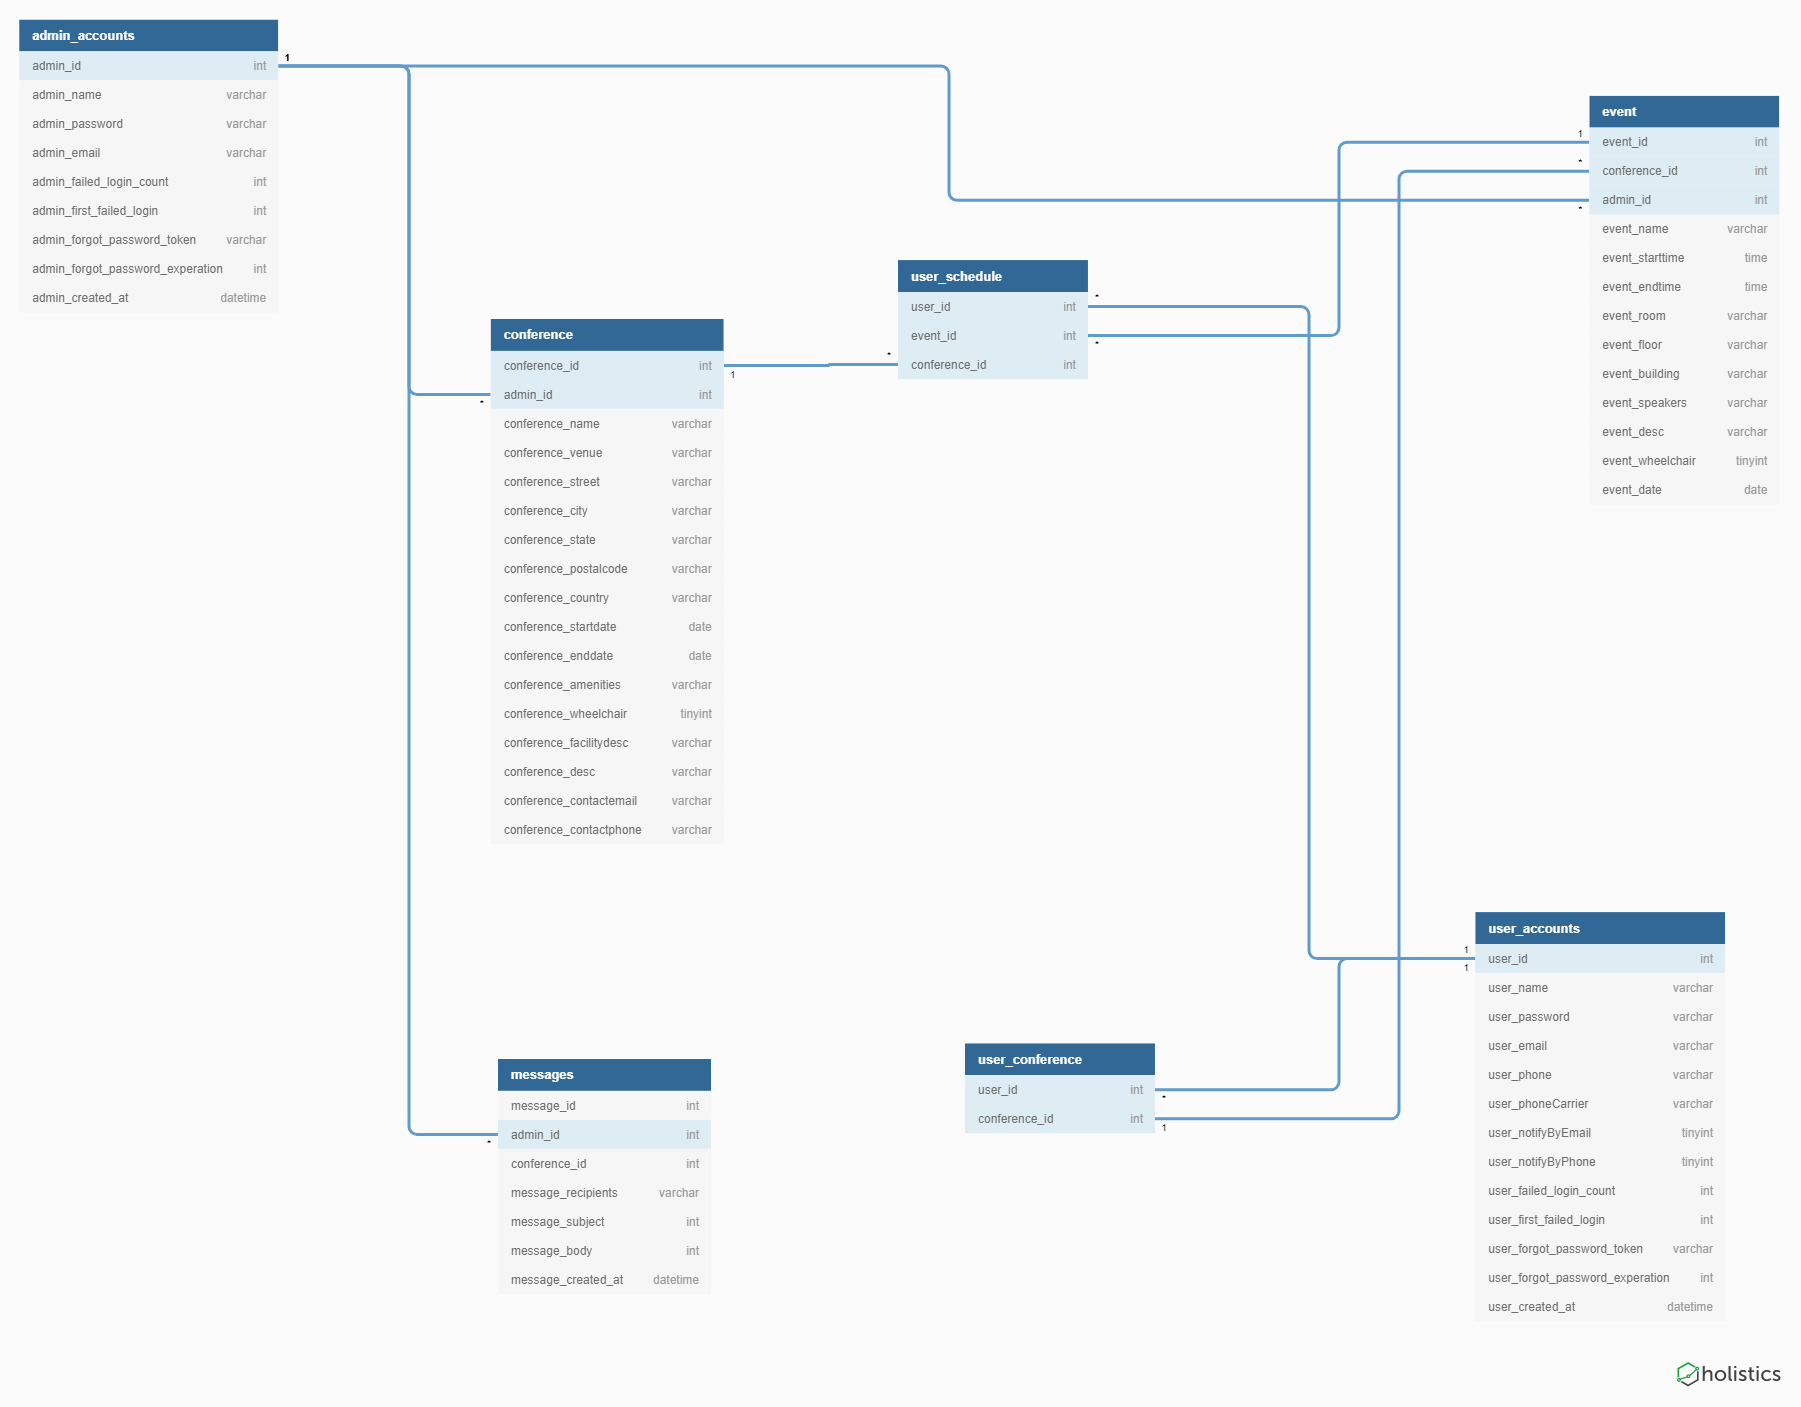 admin_accounts
admin_id int
admin_name varchar
admin_password varchar
admin_email varchar
admin_failed_login_count int
admin_first_failed_login int
admin_forgot_password_token varchar
admin_forgot_password_experation int
admin_created_at datetime
1
*
*
*
conference
conference_id int
admin_id int
conference_name varchar
conference_venue varchar
conference_street varchar
conference_city varchar
conference_state varchar
conference_postalcode varchar
conference_country varchar
conference_startdate date
conference_enddate date
conference_amenities varchar
conference_wheelchair tinyint
conference_facilitydesc varchar
conference_desc varchar
conference_contactemail varchar
conference_contactphone varchar
1
*
user_schedule
user_id int
event_id int
conference_id int
*
*
1
*
event
event_id int
conference_id int
admin_id int
event_name varchar
event_starttime time
event_endtime time
event_room varchar
event_floor varchar
event_building varchar
event_speakers varchar
event_desc varchar
event_wheelchair tinyint
event_date date
messages
message_id int
admin_id int
conference_id int
message_recipients varchar
message_subject int
message_body int
message_created_at datetime
user_conference
user_id int
conference_id int
*
1
1
1
user_accounts
user_id int
user_name varchar
user_password varchar
user_email varchar
user_phone varchar
user_phoneCarrier varchar
user_notifyByEmail tinyint
user_notifyByPhone tinyint
user_failed_login_count int
user_first_failed_login int
user_forgot_password_token varchar
user_forgot_password_experation int
user_created_at datetime
holistics